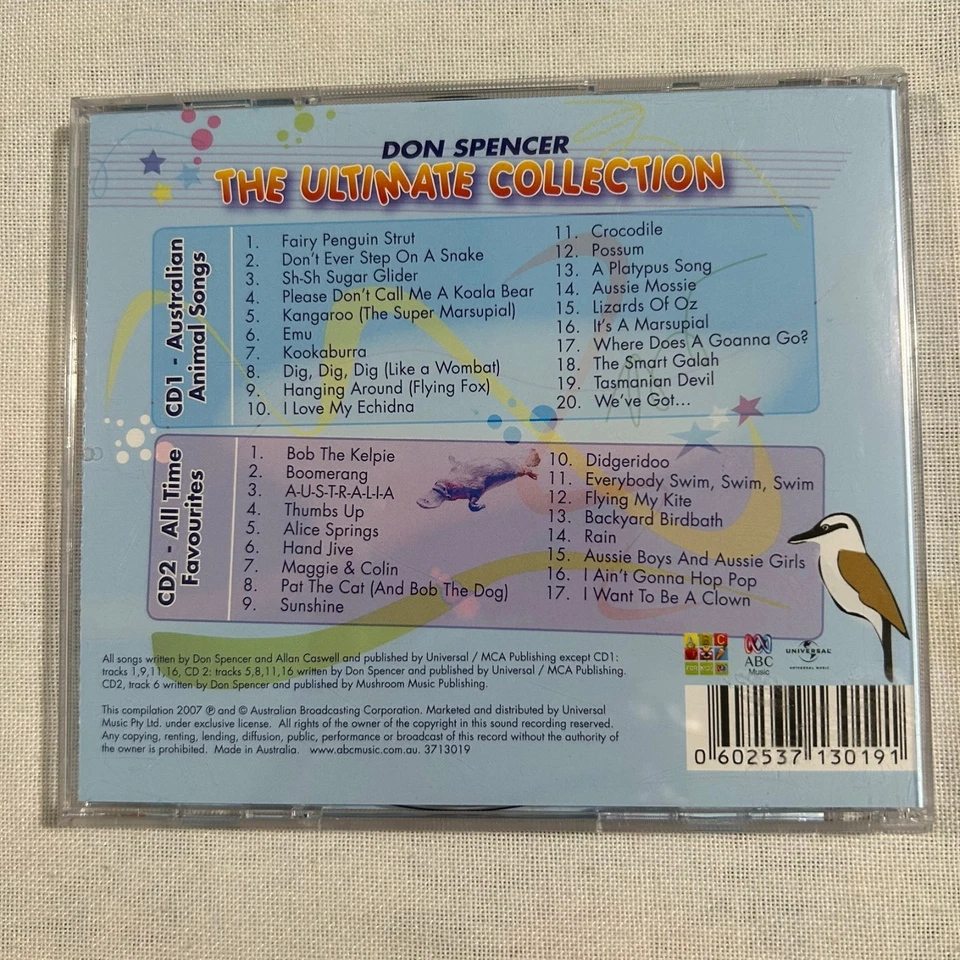 DON SPENCER
THE ULTIMATE COLLECTION
CD1 - Australian
Animal Songs
1. Fairy Penguin Strut
2. Don't Ever Step On A Snake
3. Sh-Sh Sugar Glider
4. Please Don't Call Me A Koala Bear
5. Kangaroo (The Super Marsupial)
6. Emu
7. Kookaburra
8. Dig, Dig, Dig (Like a Wombat)
9. Hanging Around (Flying Fox)
10. I Love My Echidna
11. Crocodile
12. Possum
13. A Platypus Song
14. Aussie Mossie
15. Lizards Of Oz
16. It's A Marsupial
17. Where Does A Goanna Go?
18. The Smart Galah
19. Tasmanian Devil
20. We've Got...
CD2 - All Time
Favourites
1. Bob The Kelpie
2. Boomerang
3. A-U-S-T-R-A-L-I-A
4. Thumbs Up
5. Alice Springs
6. Hand Jive
7. Maggie & Colin
8. Pat The Cat (And Bob The Dog)
9. Sunshine
10. Didgeridoo
11. Everybody Swim, Swim, Swim
12. Flying My Kite
13. Backyard Birdbath
14. Rain
15. Aussie Boys And Aussie Girls
16. I Ain't Gonna Hop Pop
17. I Want To Be A Clown
All songs written by Don Spencer and Allan Caswell and published by Universal / MCA Publishing except CD1:
tracks 1,9,11,16, CD 2: tracks 5,8,11,16 written by Don Spencer and published by Universal / MCA Publishing.
CD2, track 6 written by Don Spencer and published by Mushroom Music Publishing.
This compilation 2007 ℗ and © Australian Broadcasting Corporation. Marketed and distributed by Universal
Music Pty Ltd. under exclusive license. All rights of the owner of the copyright in this sound recording reserved.
Any copying, renting, lending, diffusion, public, performance or broadcast of this record without the authority of
the owner is prohibited. Made in Australia. www.abcmusic.com.au. 3713019
ABC
Music
UNIVERSAL
UNIVERSAL MUSIC
0 602537 130191